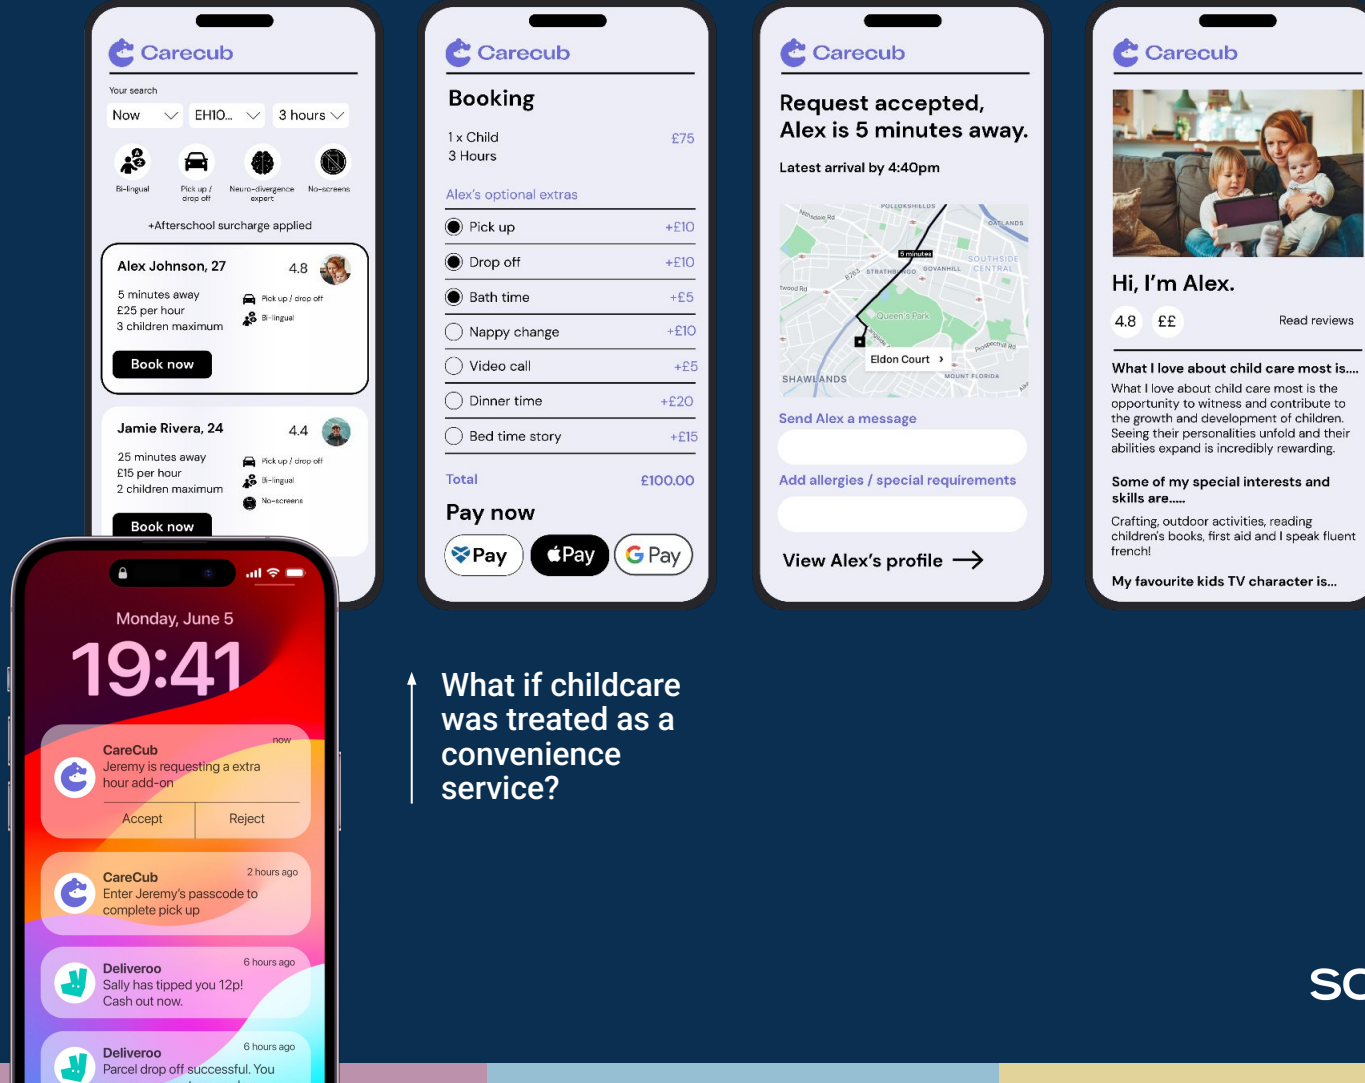 Carecub
Your search
Now
EH10...
3 hours
Bi-lingual
Pick up /
drop off
Neuro-divergence
expert
No-screens
+Afterschool surcharge applied
Alex Johnson, 27
4.8
5 minutes away
£25 per hour
3 children maximum
Pick up / drop off
Bi-lingual
Book now
Jamie Rivera, 24
4.4
25 minutes away
£15 per hour
2 children maximum
Pick up / drop off
Bi-lingual
No-screens
Book now
Carecub
Booking
1 x Child
3 Hours
£75
Alex's optional extras
Pick up +£10
Drop off +£10
Bath time +£5
Nappy change +£10
Video call +£5
Dinner time +£20
Bed time story +£15
Total £100.00
Pay now
Pay
Pay
G Pay
Carecub
Request accepted,
Alex is 5 minutes away.
Latest arrival by 4:40pm
POLLOKSHIELDS
Nithsdale Rd
OATLANDS
5 minutes
SOUTHSIDE
CENTRAL
B763
STRATHBUNGO
GOVANHILL
Queen's Park
Prospecthill Rd
Eldon Court >
SHAWLANDS
MOUNT FLORIDA
Send Alex a message
Add allergies / special requirements
View Alex's profile
Carecub
Hi, I'm Alex.
4.8
££
Read reviews
What I love about child care most is....
What I love about child care most is the
opportunity to witness and contribute to
the growth and development of children.
Seeing their personalities unfold and their
abilities expand is incredibly rewarding.
Some of my special interests and
skills are.....
Crafting, outdoor activities, reading
children's books, first aid and I speak fluent
french!
My favourite kids TV character is...
Monday, June 5
19:41
CareCub
now
Jeremy is requesting a extra
hour add-on
Accept
Reject
CareCub
2 hours ago
Enter Jeremy's passcode to
complete pick up
Deliveroo
6 hours ago
Sally has tipped you 12p!
Cash out now.
Deliveroo
6 hours ago
Parcel drop off successful. You
What if childcare
was treated as a
convenience
service?